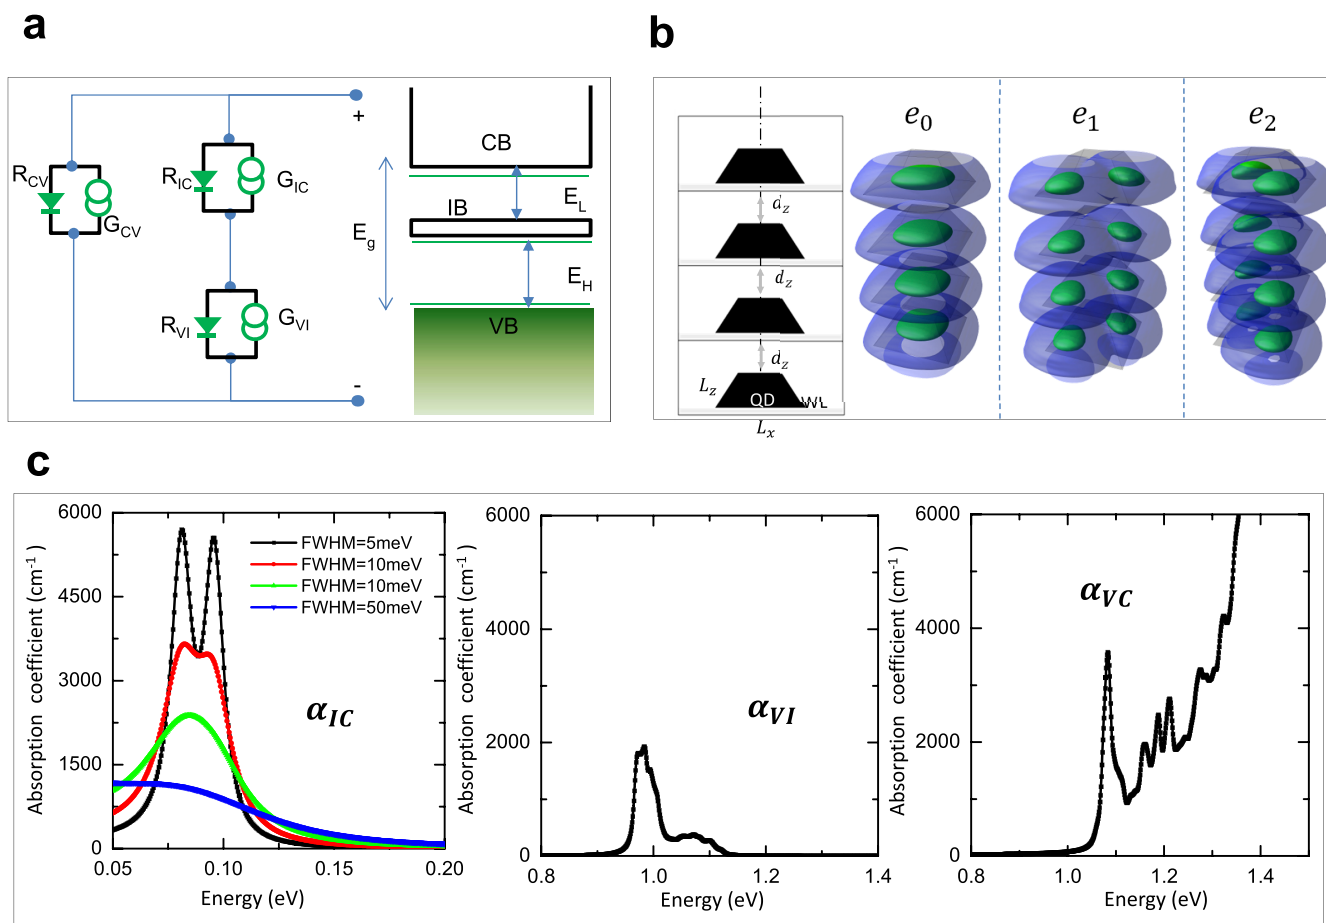 a
b
+
-
R_CV
G_CV
R_IC
G_IC
R_VI
G_VI
CB
IB
VB
E_g
E_L
E_H
e_0
e_1
e_2
d_z
d_z
d_z
L_z
QD
WL
L_x
c
6000
4500
3000
1500
0
Absorption coefficient (cm⁻¹ )
FWHM=5meV
FWHM=10meV
FWHM=10meV
FWHM=50meV
α_IC
0.05 0.10 0.15 0.20
Energy (eV)
6000
4000
2000
0
Absorption coefficient (cm⁻¹ )
α_VI
0.8 1.0 1.2 1.4
Energy (eV)
6000
4000
2000
0
Absorption coefficient (cm⁻¹ )
α_VC
0.8 1.0 1.2 1.4
Energy (eV)